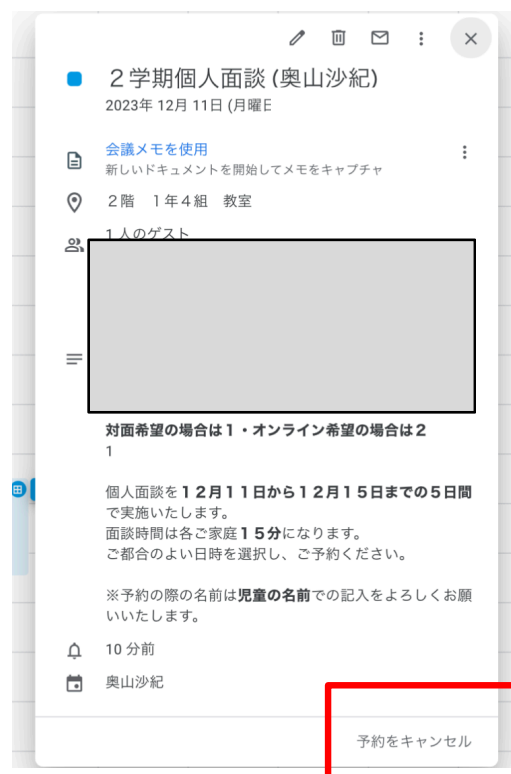 ２学期個人面談 (奥山沙紀)
2023年 12月 11日 (月曜日
会議メモを使用
新しいドキュメントを開始してメモをキャプチャ
２階　１年４組　教室
1 人のゲスト
対面希望の場合は１・オンライン希望の場合は２
1
個人面談を１２月１１日から１２月１５日までの５日間
で実施いたします。
面談時間は各ご家庭１５分になります。
ご都合のよい日時を選択し、ご予約ください。
※予約の際の名前は児童の名前での記入をよろしくお願
いいたします。
10 分前
奥山沙紀
予約をキャンセル